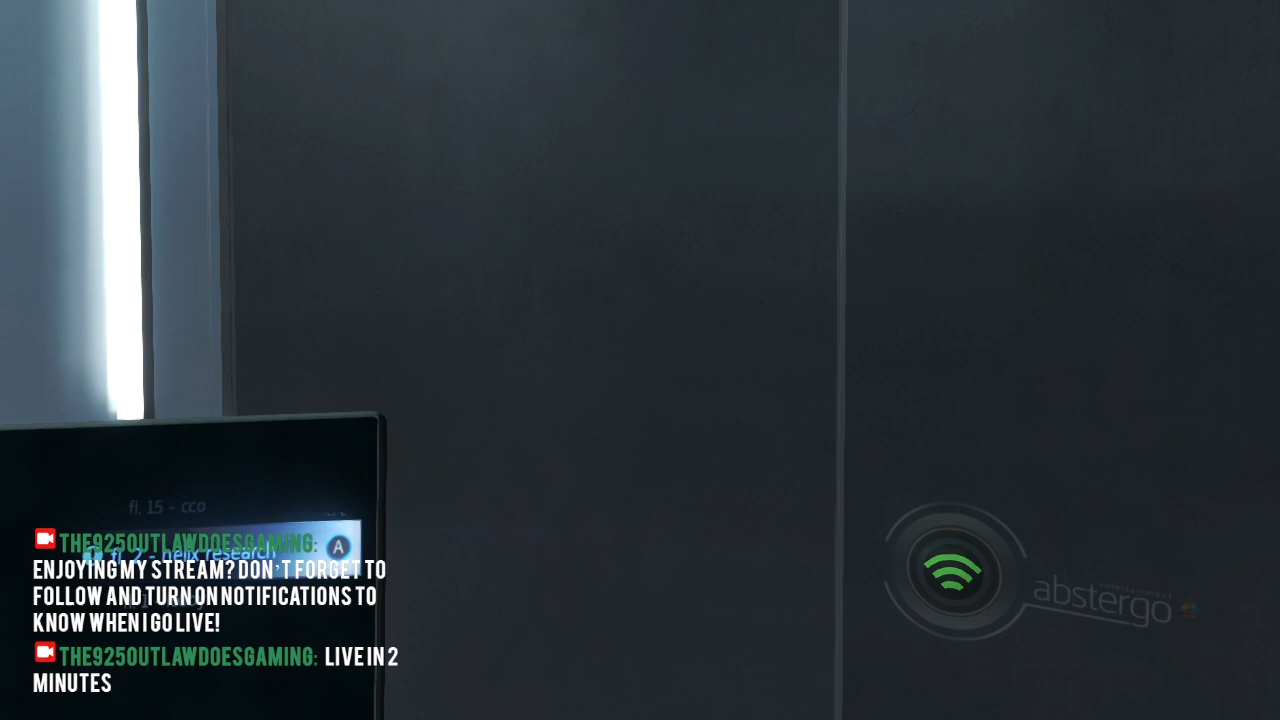 fl. 15 - cco
THE925OUTLAWDOESGAMING:
fl. 2 - helix research
A
ENJOYING MY STREAM? DON'T FORGET TO
FOLLOW AND TURN ON NOTIFICATIONS TO
KNOW WHEN I GO LIVE!
THE925OUTLAWDOESGAMING: LIVE IN 2
MINUTES
entertainment
abstergo